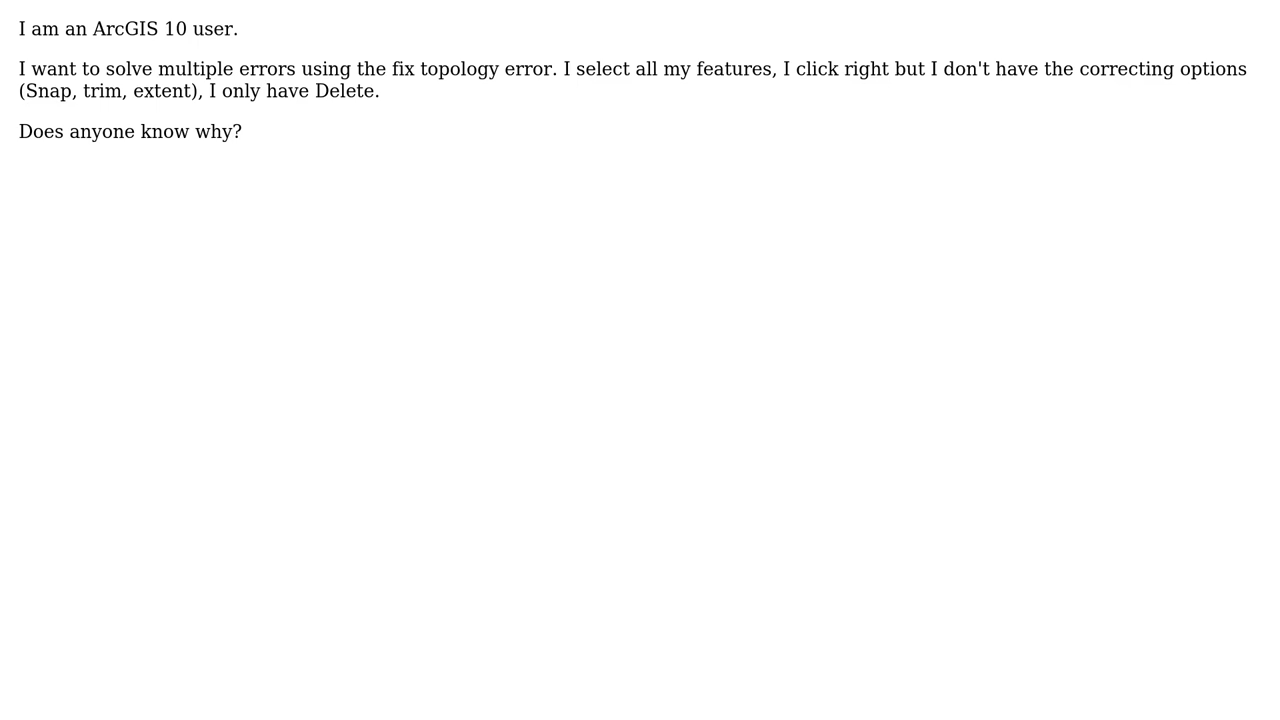 I am an ArcGIS 10 user.
I want to solve multiple errors using the fix topology error. I select all my features, I click right but I don't have the correcting options
(Snap, trim, extent), I only have Delete.
Does anyone know why?